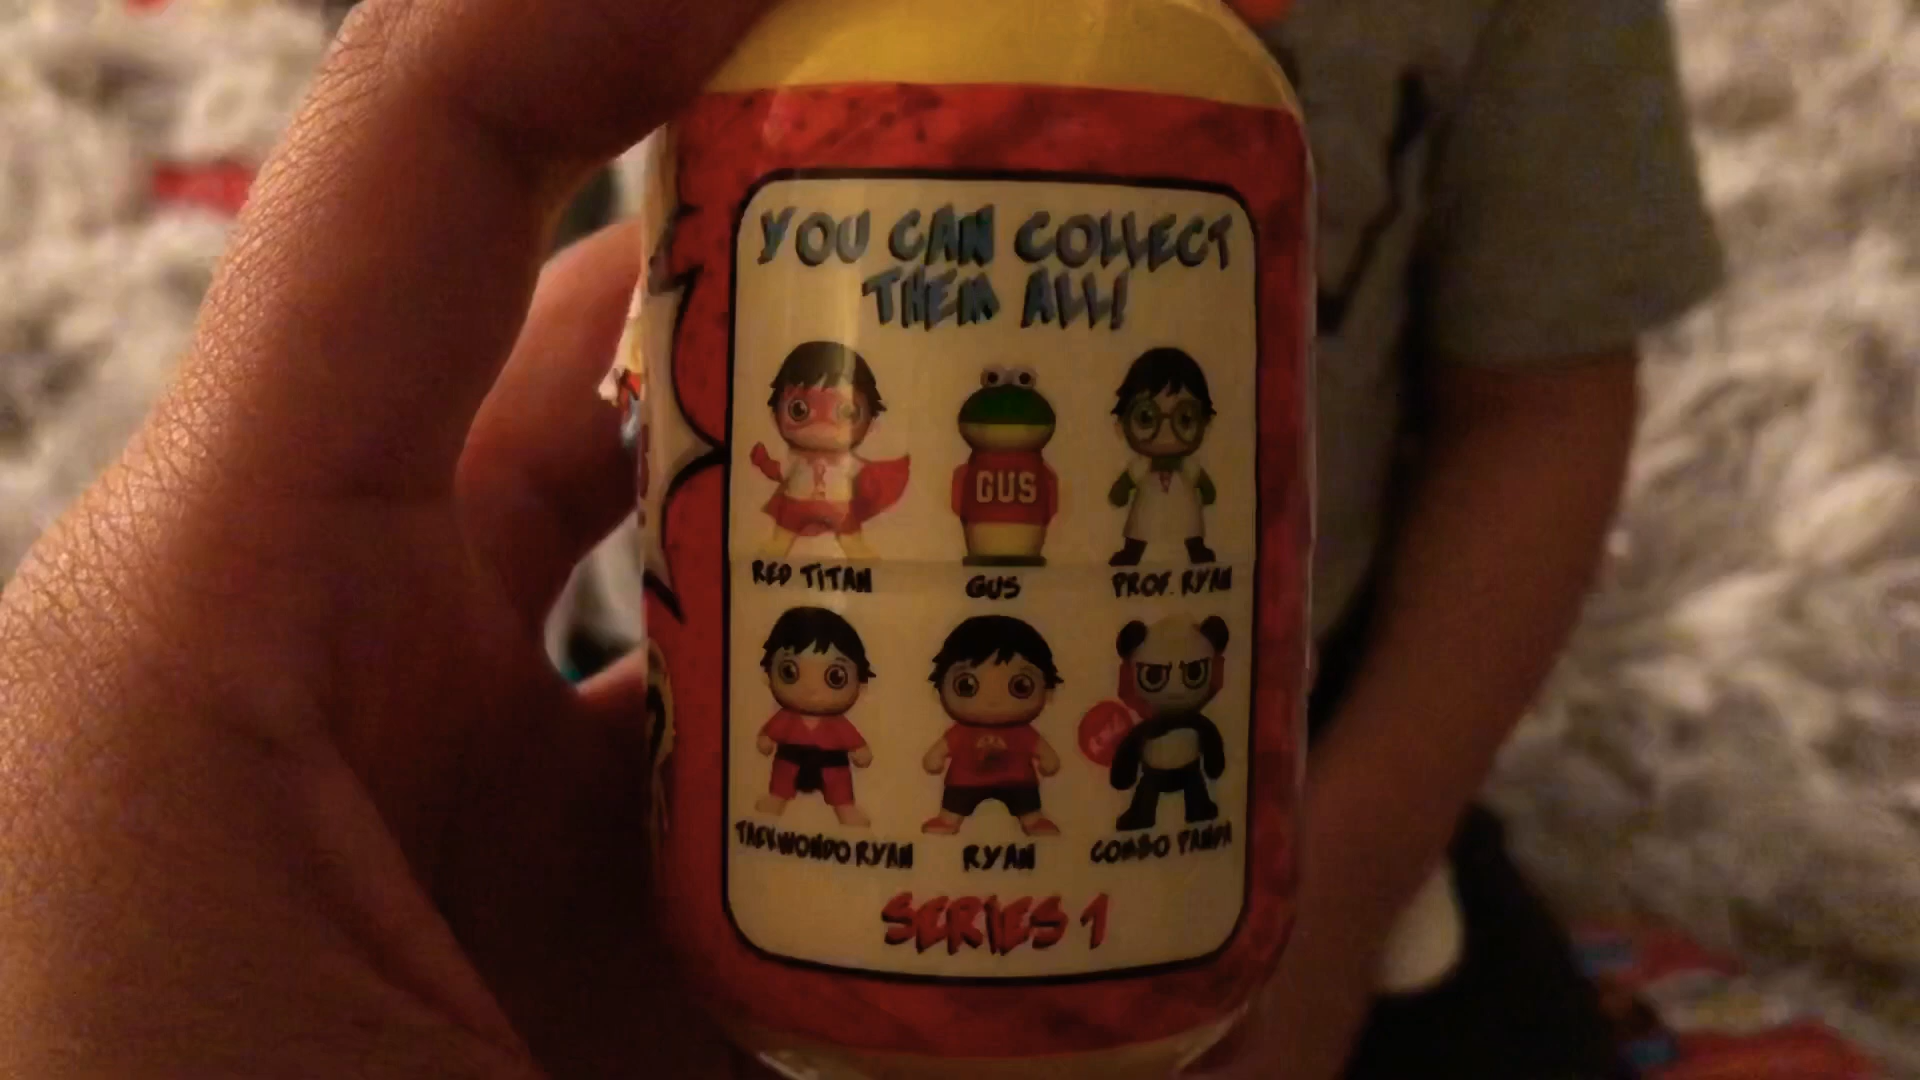 YOU CAN COLLECT
THEM ALL!
GUS
RED TITAN
GUS
PROF. RYAN
TAEKWONDO RYAN
RYAN
COMBO PANDA
SERIES 1